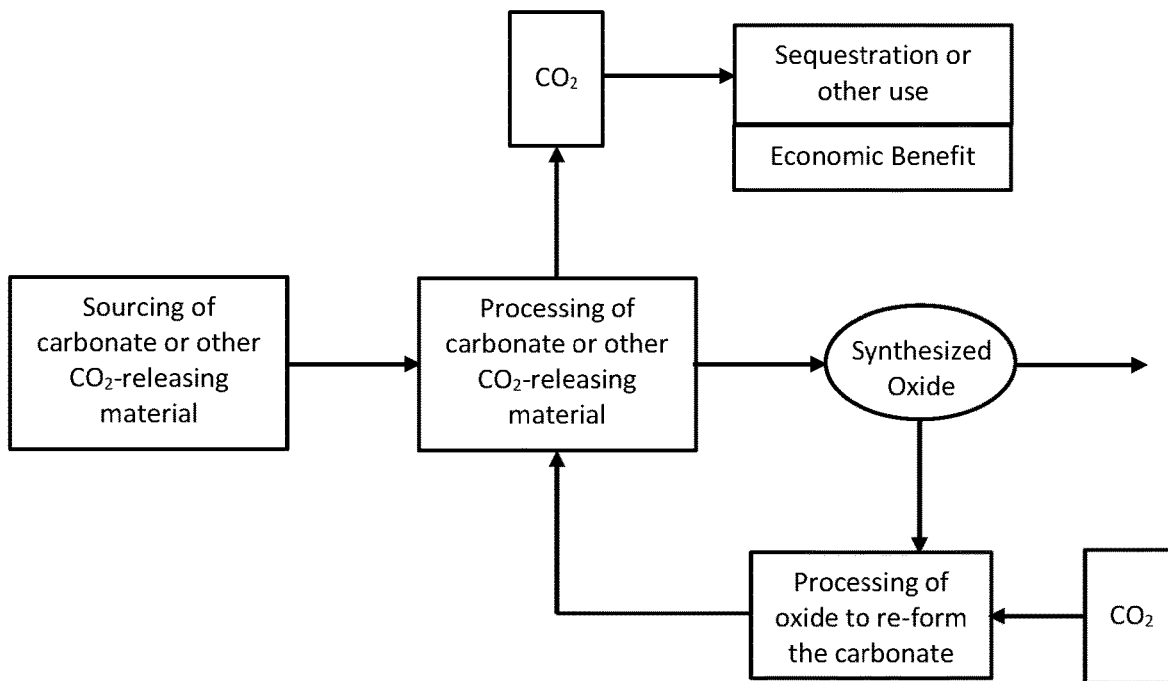 CO₂
Sequestration or
other use
Economic Benefit
Sourcing of
carbonate or other
CO₂-releasing
material
Processing of
carbonate or other
CO₂-releasing
material
Synthesized
Oxide
Processing of
oxide to re-form
the carbonate
CO₂